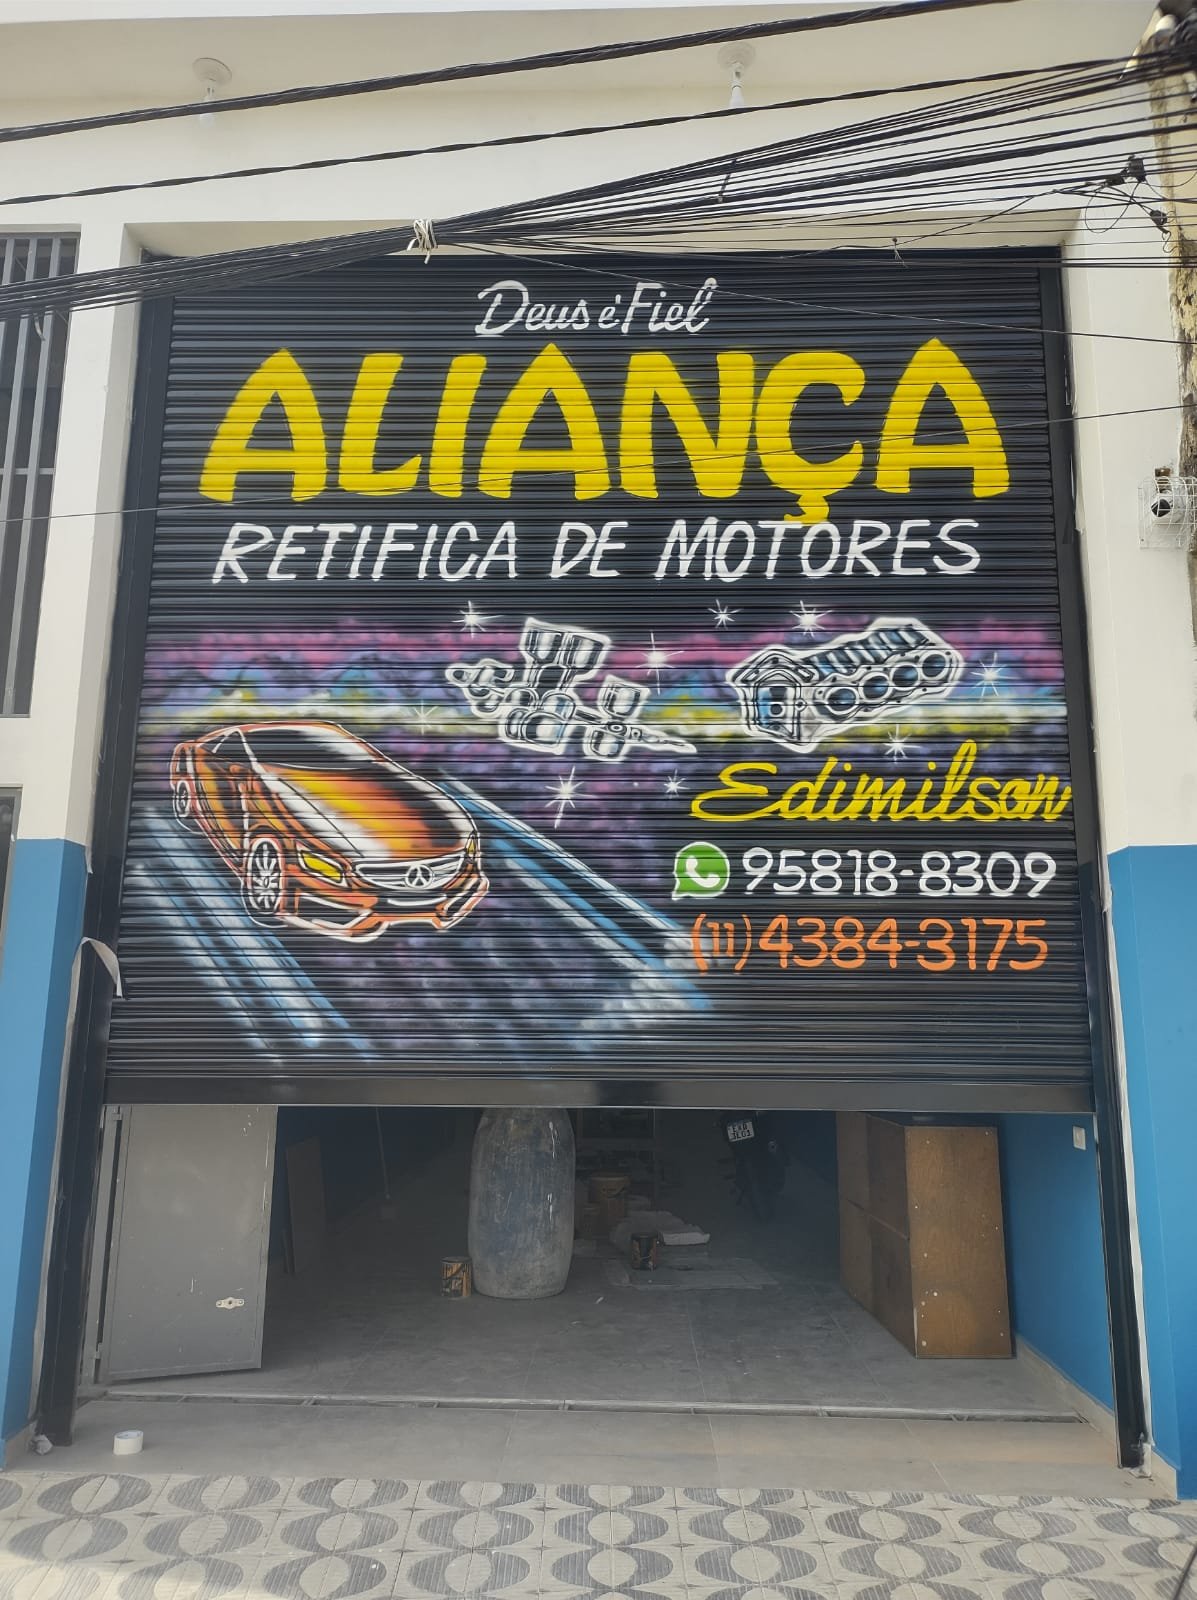 Deus é Fiel
ALIANÇA
RETIFICA DE MOTORES
Edimilson
95818-8309
(11) 4384-3175